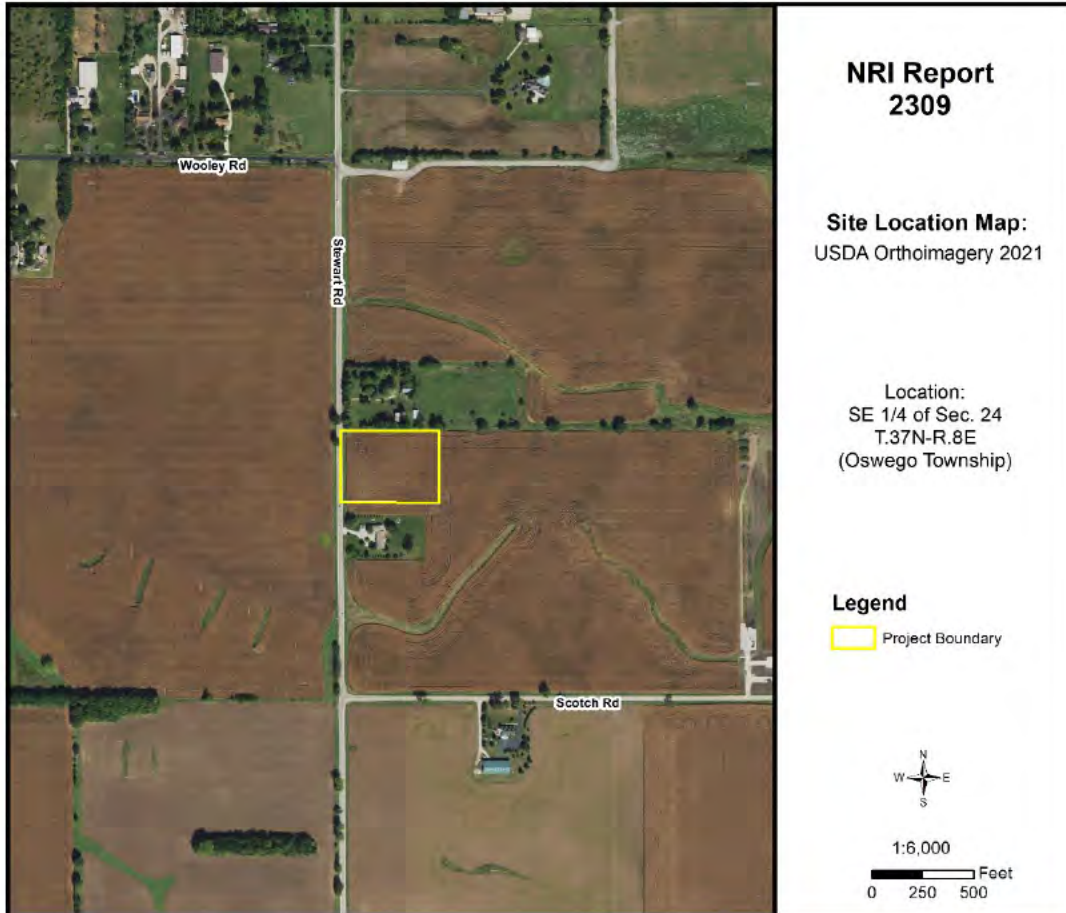 Wooley Rd
Stewart Rd
Scotch Rd
NRI Report
2309
Site Location Map:
USDA Orthoimagery 2021
Location:
SE 1/4 of Sec. 24
T.37N-R.8E
(Oswego Township)
Legend
Project Boundary
N
W E
S
1:6,000
Feet
0 250 500